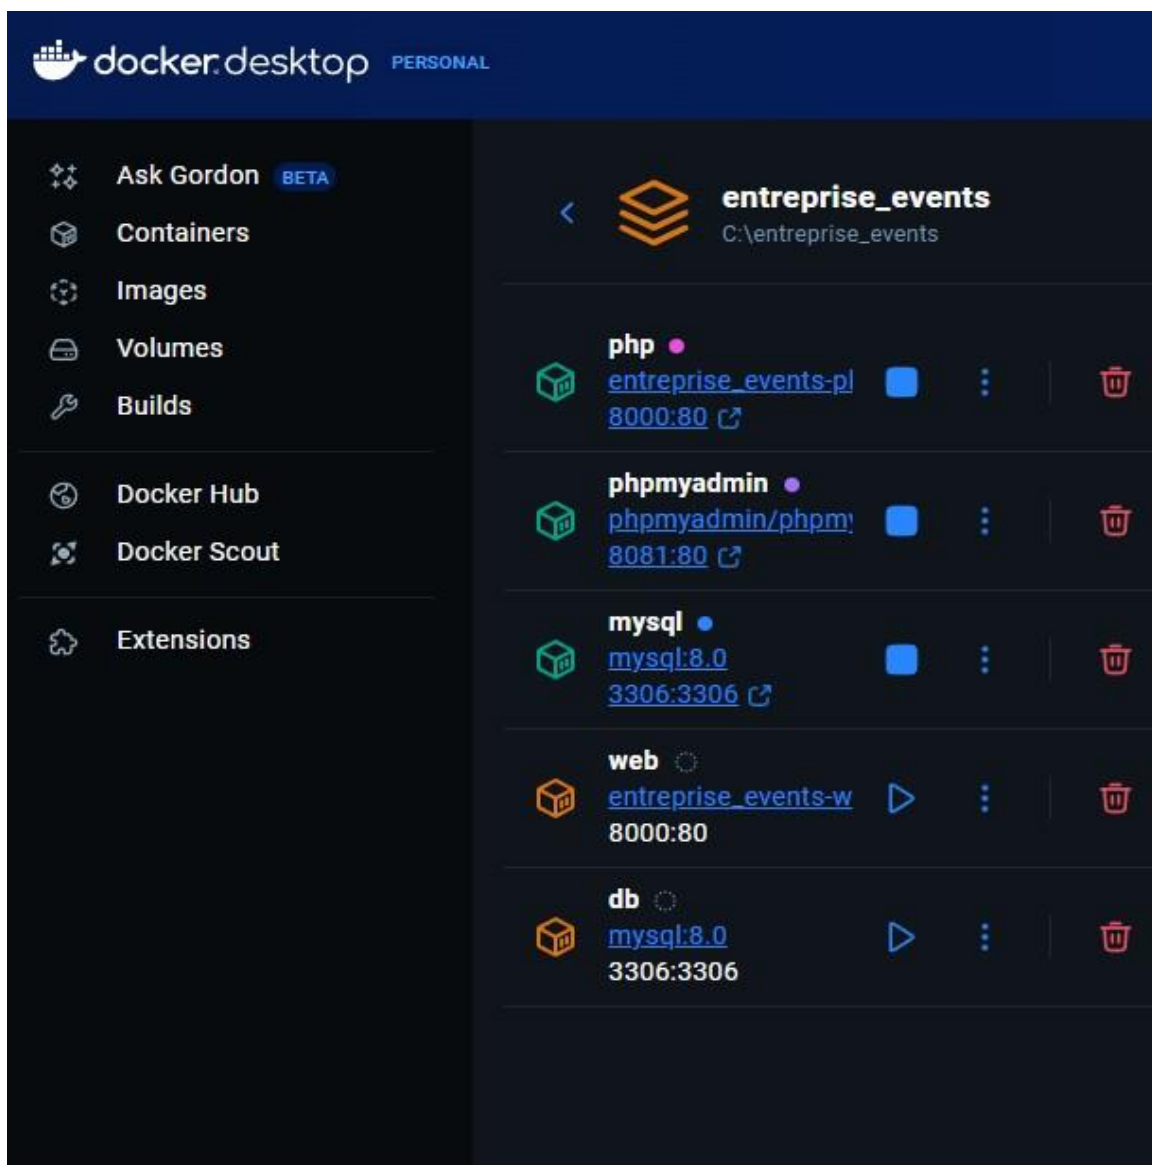 docker.desktop PERSONAL
Ask Gordon BETA
Containers
Images
Volumes
Builds
Docker Hub
Docker Scout
Extensions
entreprise_events
C:\entreprise_events
php
entreprise_events-pl
8000:80
phpmyadmin
phpmyadmin/phpmy
8081:80
mysql
mysql:8.0
3306:3306
web
entreprise_events-w
8000:80
db
mysql:8.0
3306:3306